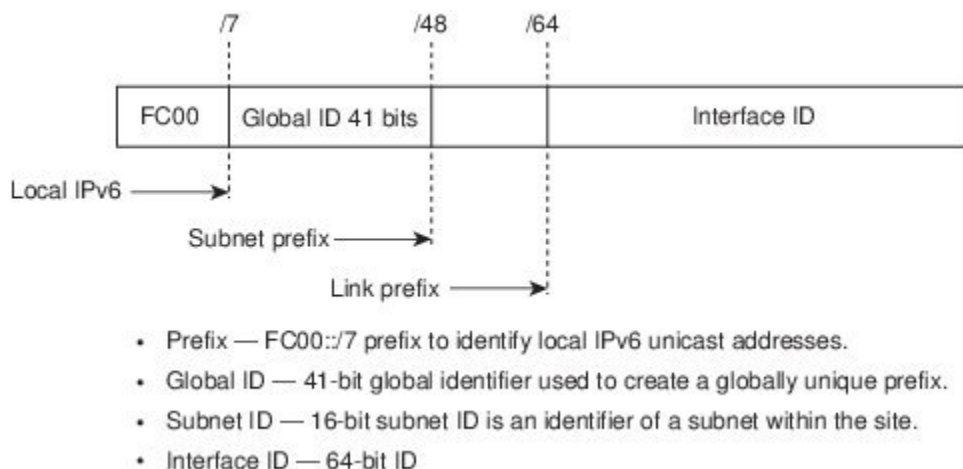 /7 /48 /64
FC00 Global ID 41 bits Interface ID
Local IPv6
Subnet prefix
Link prefix
• Prefix — FC00::/7 prefix to identify local IPv6 unicast addresses.
• Global ID — 41-bit global identifier used to create a globally unique prefix.
• Subnet ID — 16-bit subnet ID is an identifier of a subnet within the site.
• Interface ID — 64-bit ID